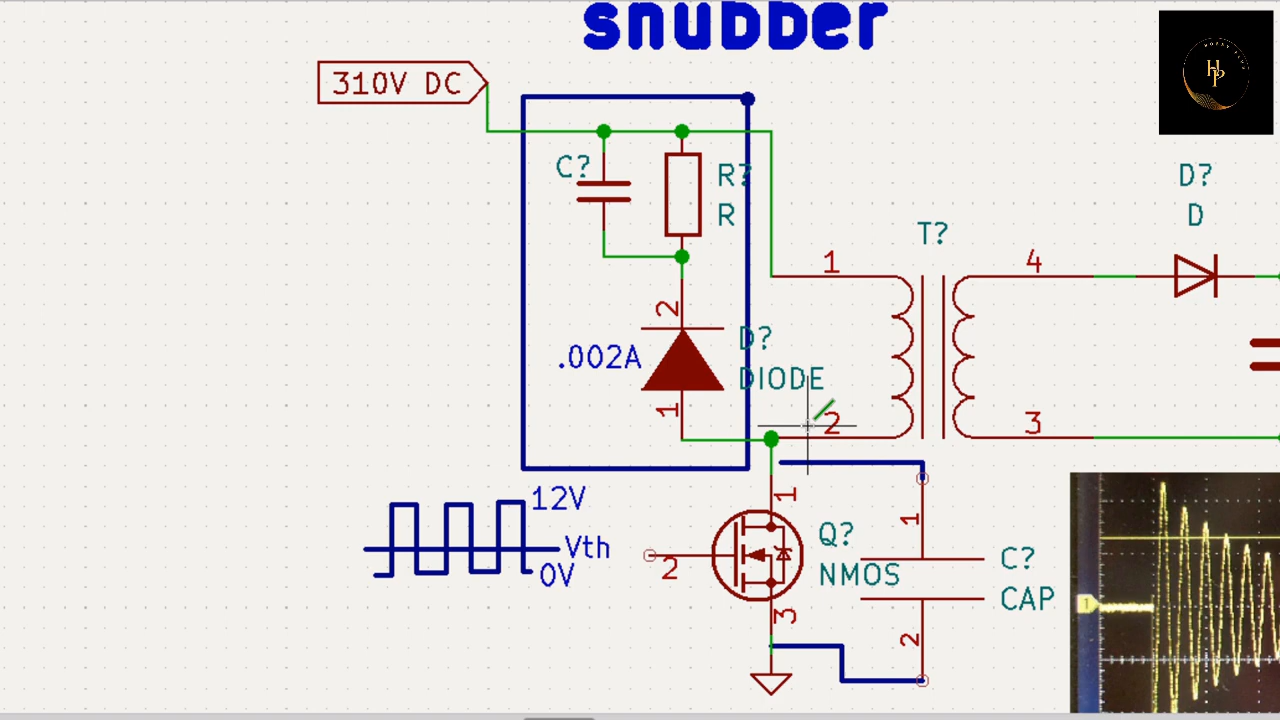 snubber
310V DC
C?
R?
R
D?
D
T?
1
4
2
.002A
D?
DIODE
1
2
3
12V
Vth
0V
1
2
Q?
NMOS
3
1
C?
CAP
2
1